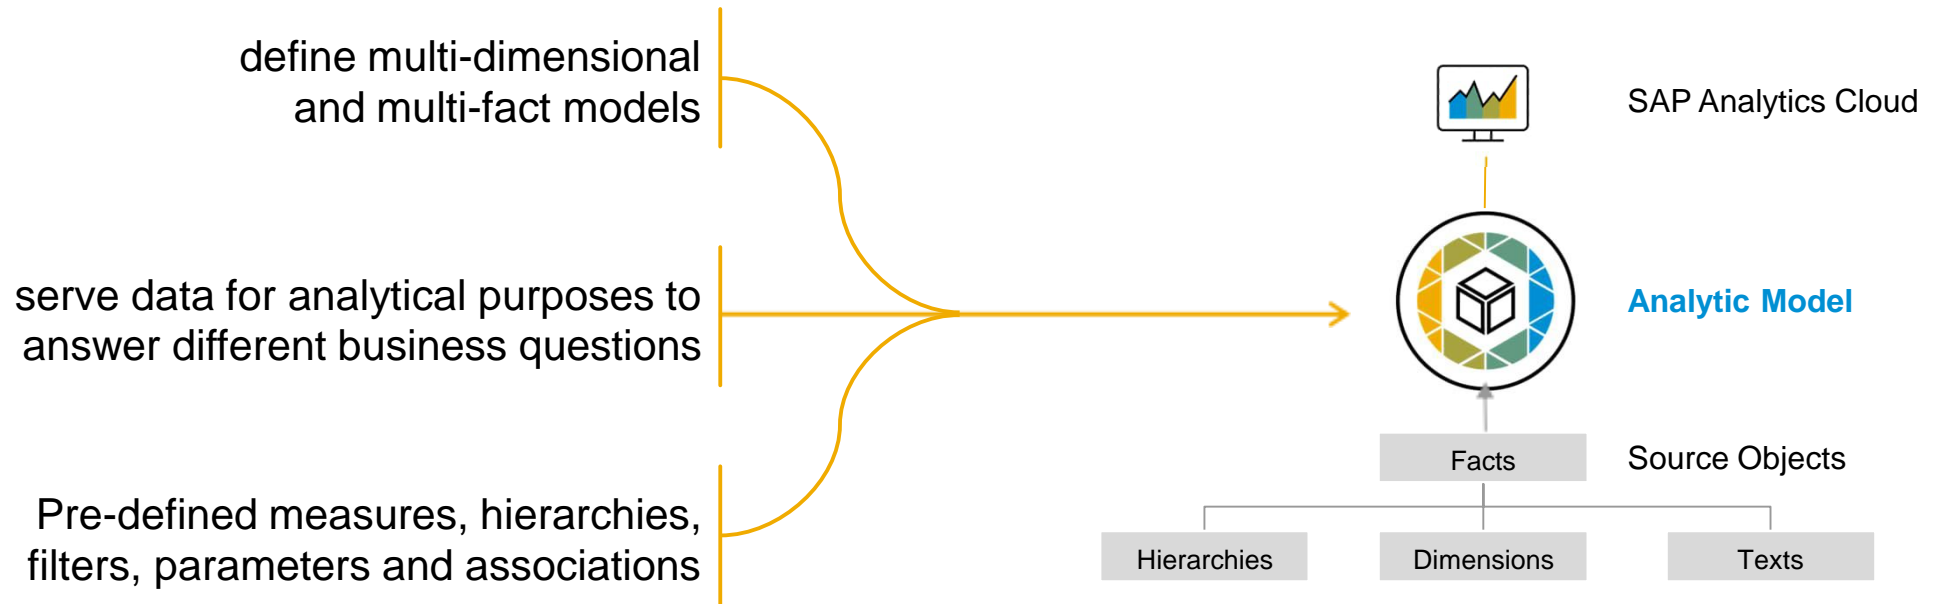 define multi-dimensional
and multi-fact models
serve data for analytical purposes to
answer different business questions
Pre-defined measures, hierarchies,
filters, parameters and associations
SAP Analytics Cloud
Analytic Model
Facts
Source Objects
Hierarchies
Dimensions
Texts